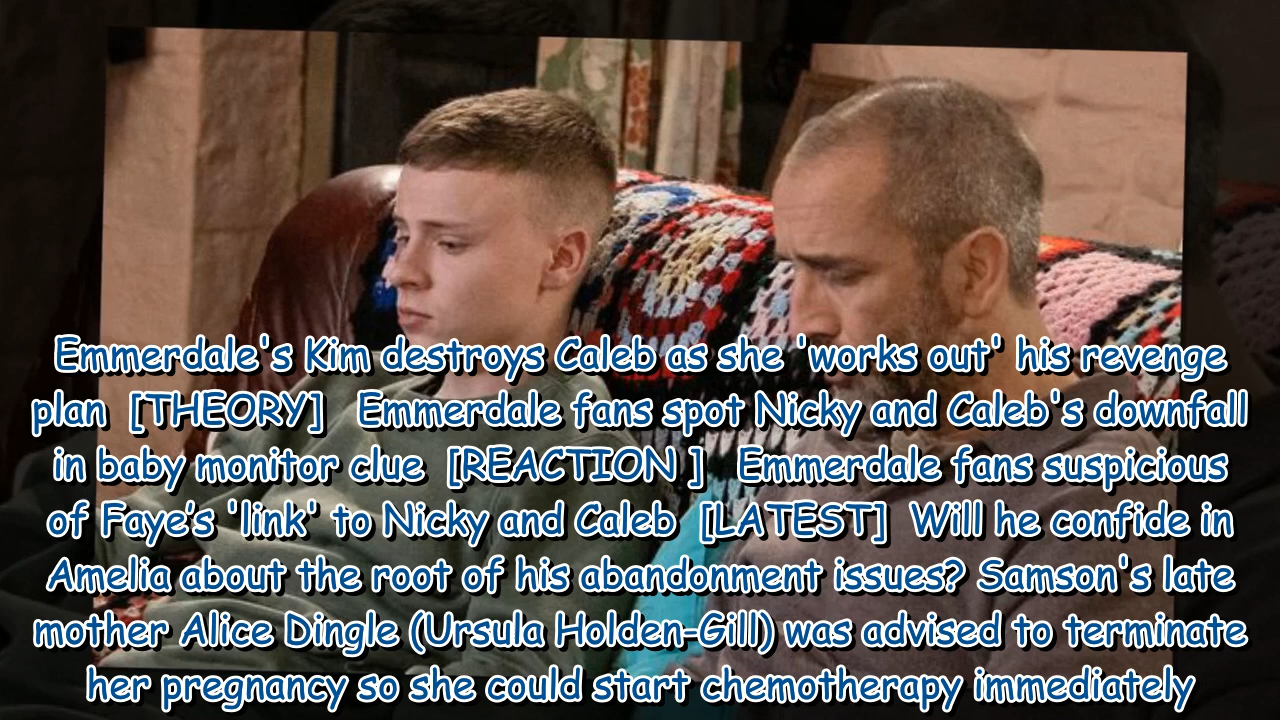 Emmerdale's Kim destroys Caleb as she 'works out' his revenge
plan [THEORY] Emmerdale fans spot Nicky and Caleb's downfall
in baby monitor clue [REACTION ] Emmerdale fans suspicious
of Faye’s 'link' to Nicky and Caleb [LATEST] Will he confide in
Amelia about the root of his abandonment issues? Samson's late
mother Alice Dingle (Ursula Holden-Gill) was advised to terminate
her pregnancy so she could start chemotherapy immediately